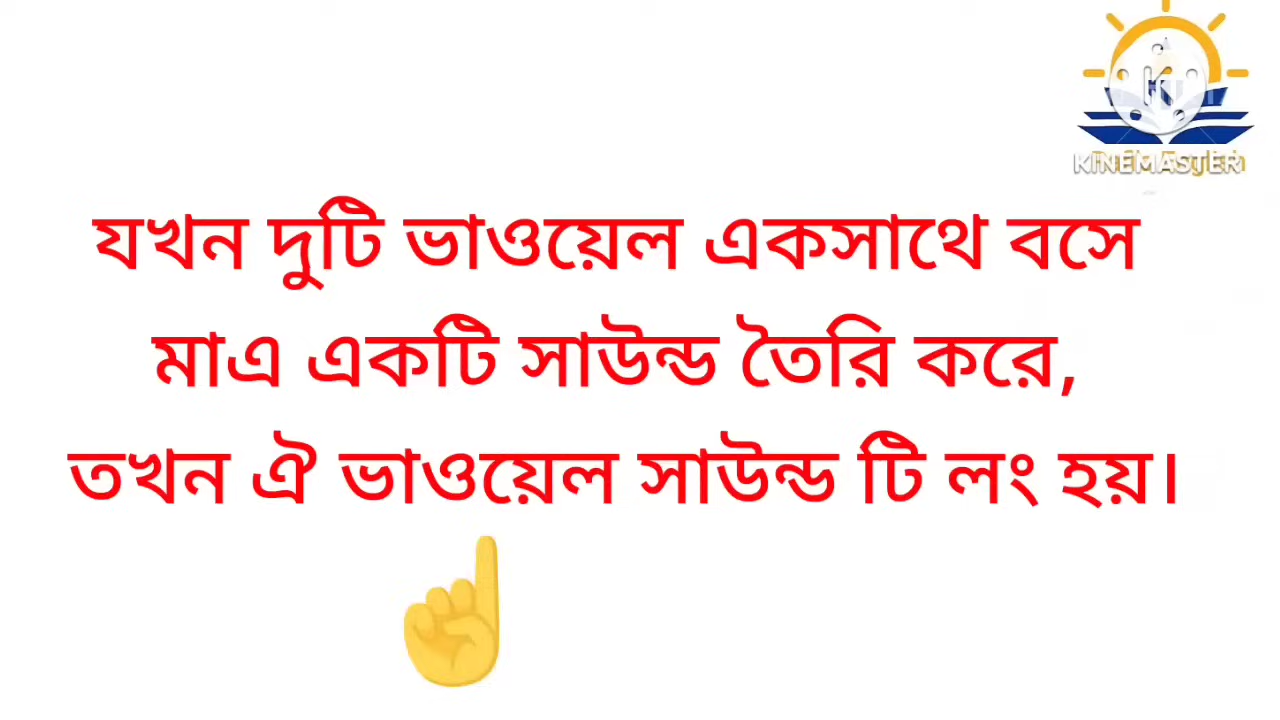 KINEMASTER
যখন দুটি ভাওয়েল একসাথে বসে
মাএ একটি সাউন্ড তৈরি করে,
তখন ঐ ভাওয়েল সাউন্ড টি লং হয়।